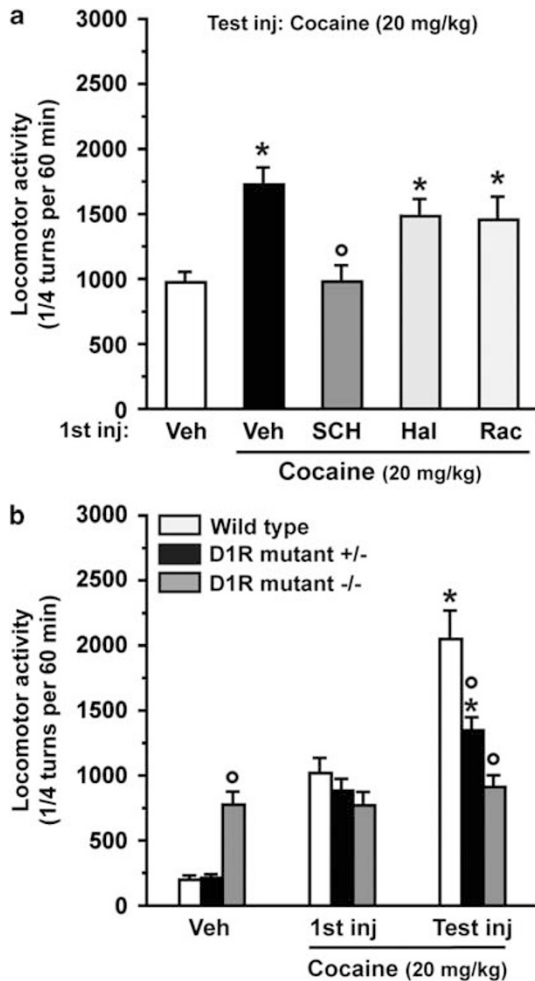 a
Test inj: Cocaine (20 mg/kg)
Locomotor activity
(1/4 turns per 60 min)
3000
2500
2000
1500
1000
500
0
*
°
*
*
1st inj: Veh Veh SCH Hal Rac
Cocaine (20 mg/kg)
b
Wild type
D1R mutant +/-
D1R mutant -/-
Locomotor activity
(1/4 turns per 60 min)
3000
2500
2000
1500
1000
500
0
°
*
°
*
°
Veh 1st inj Test inj
Cocaine (20 mg/kg)